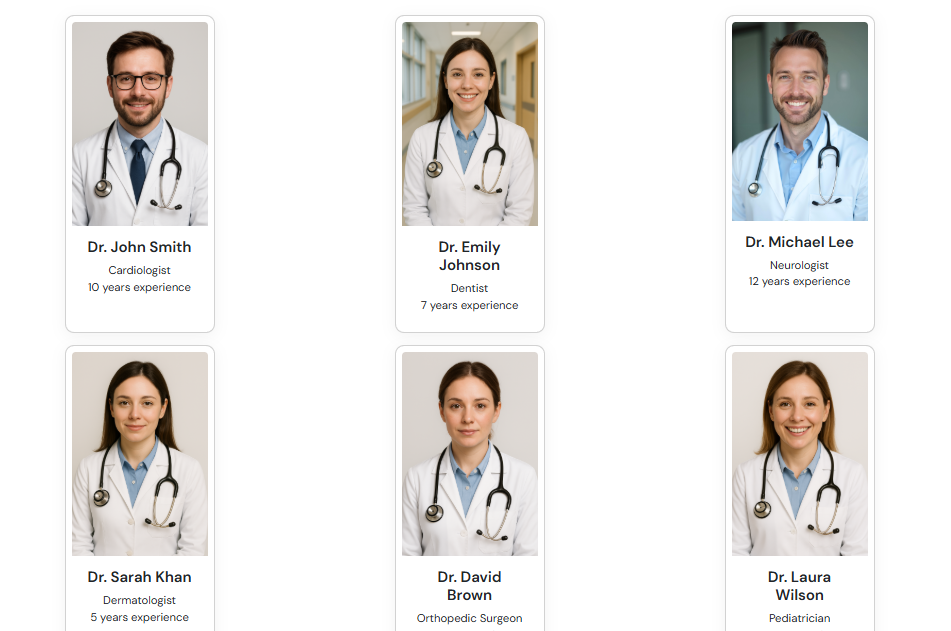 Dr. John Smith
Cardiologist
10 years experience
Dr. Emily
Johnson
Dentist
7 years experience
Dr. Michael Lee
Neurologist
12 years experience
Dr. Sarah Khan
Dermatologist
5 years experience
Dr. David
Brown
Orthopedic Surgeon
Dr. Laura
Wilson
Pediatrician